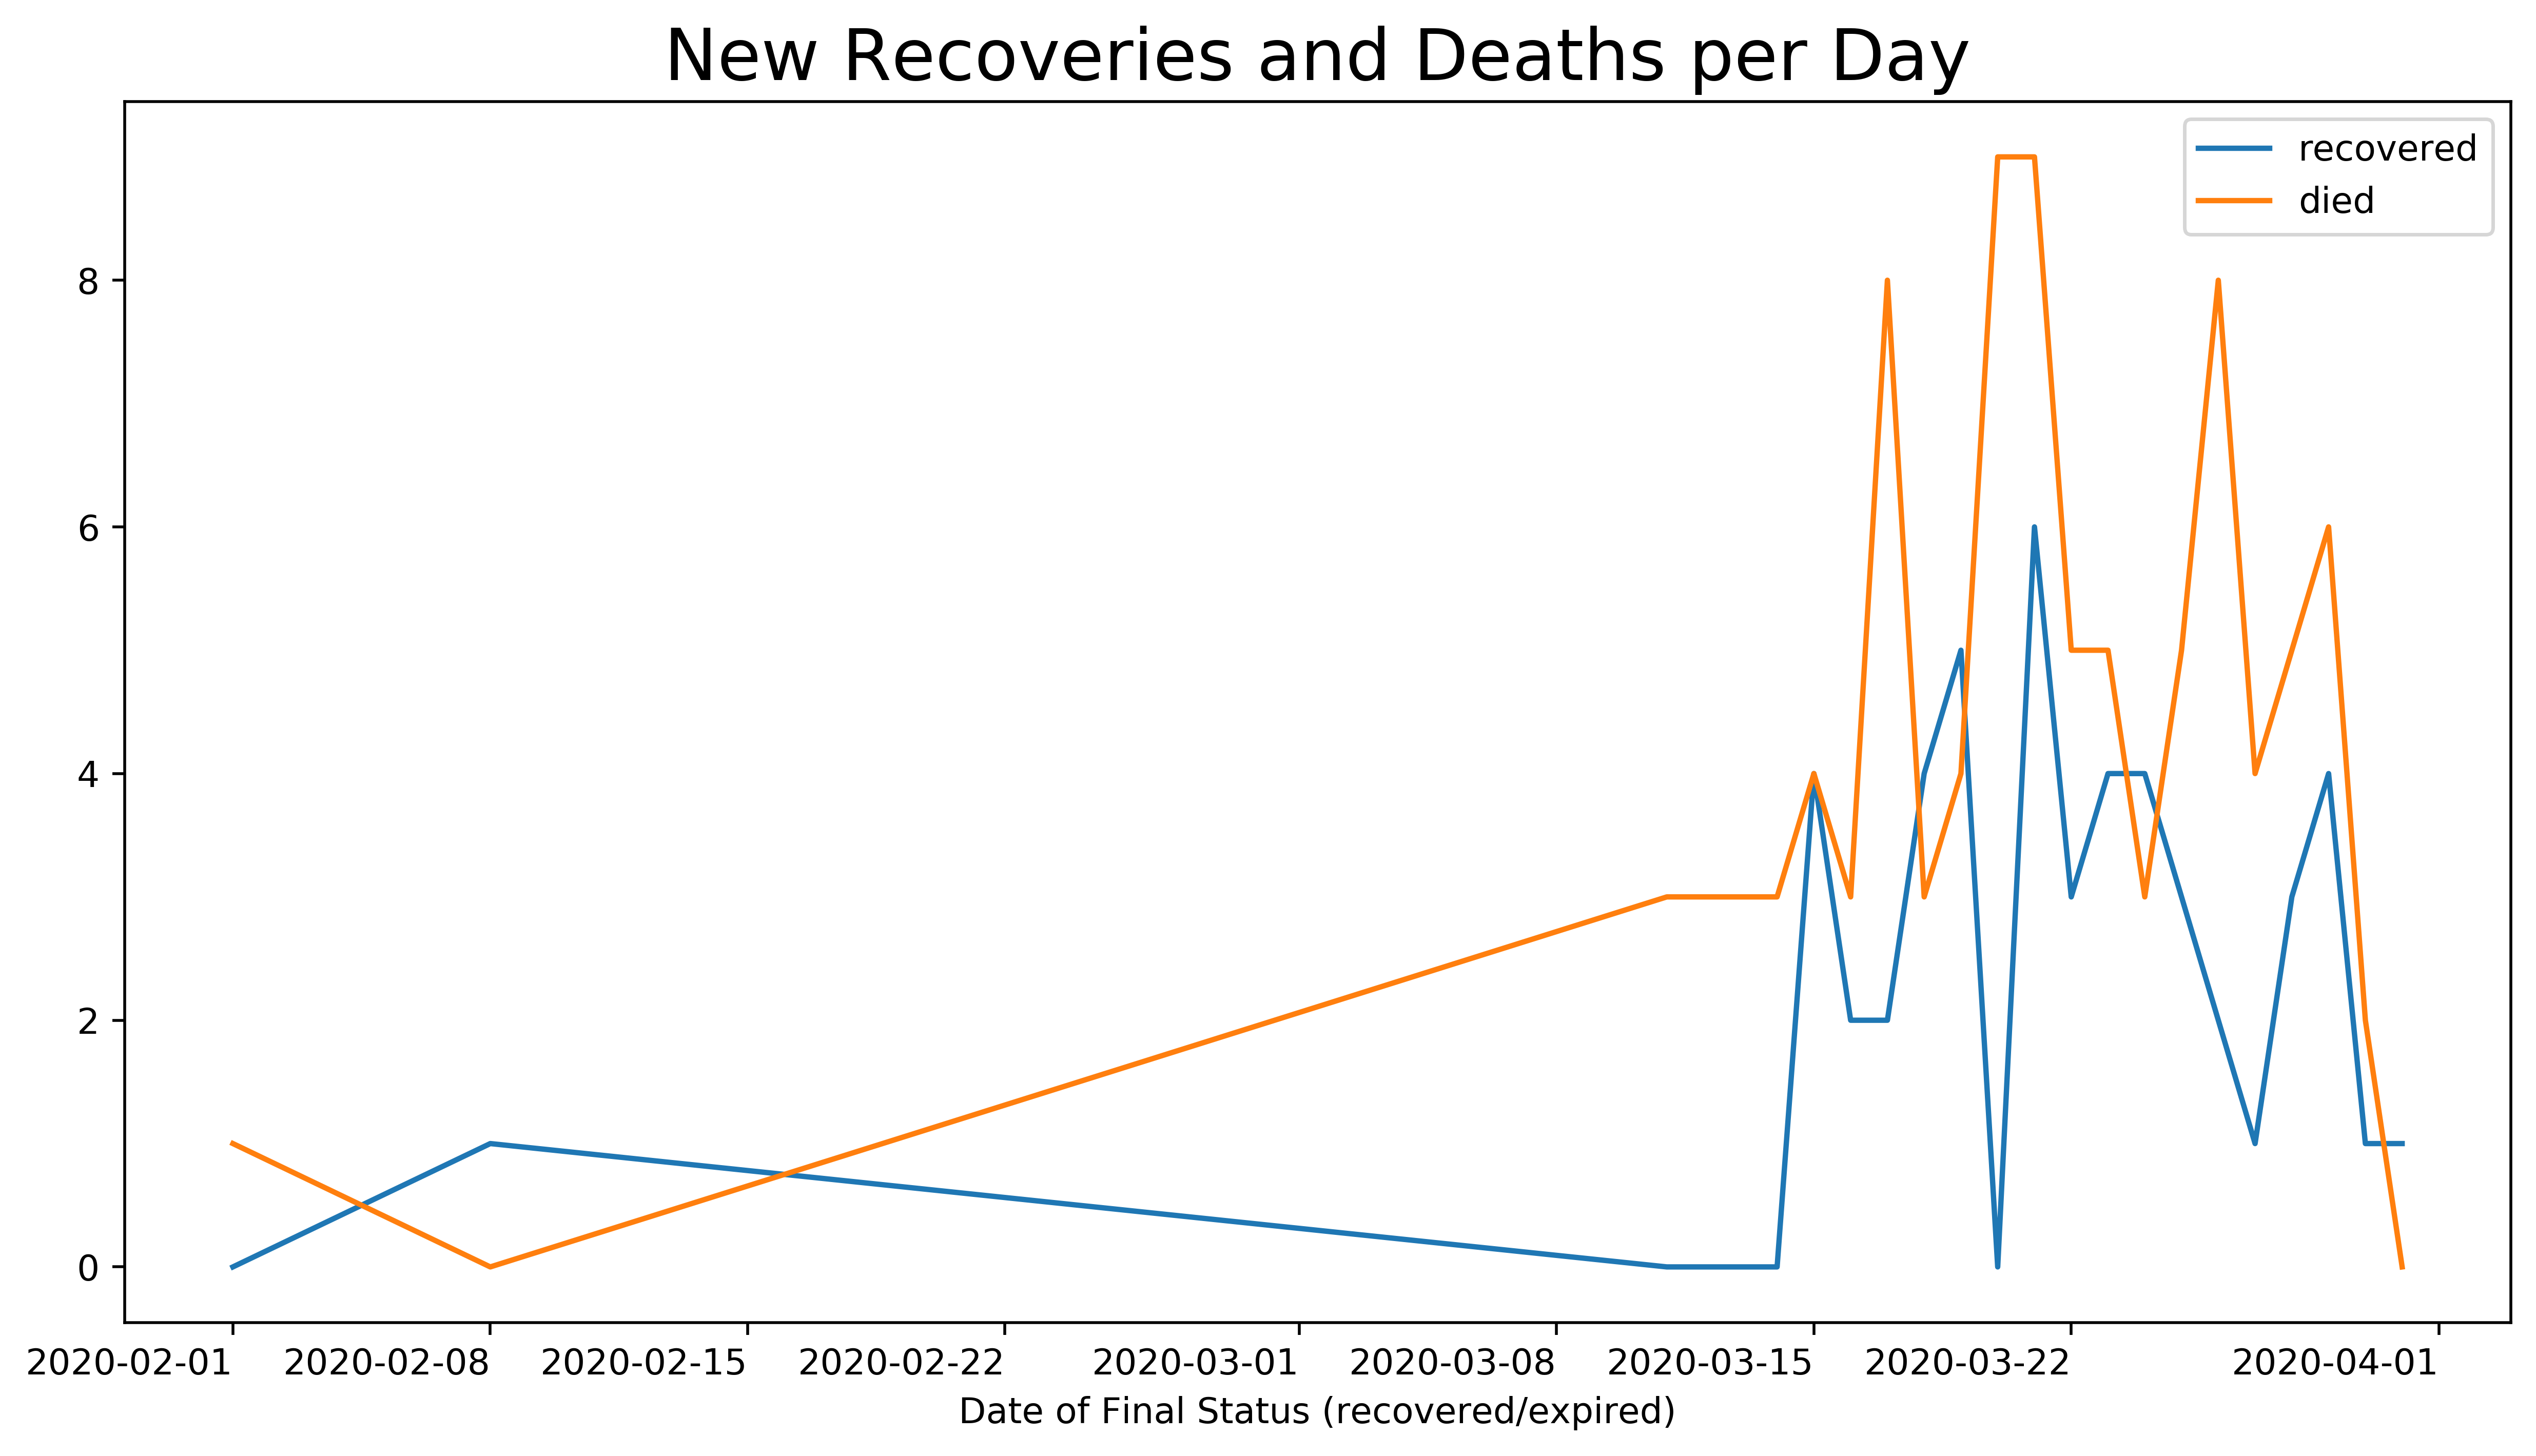 New Recoveries and Deaths per Day
recovered
died
8
6
4
2
0
2020-02-01 2020-02-08 2020-02-15 2020-02-22 2020-03-01 2020-03-08 2020-03-15 2020-03-22 2020-04-01
Date of Final Status (recovered/expired)